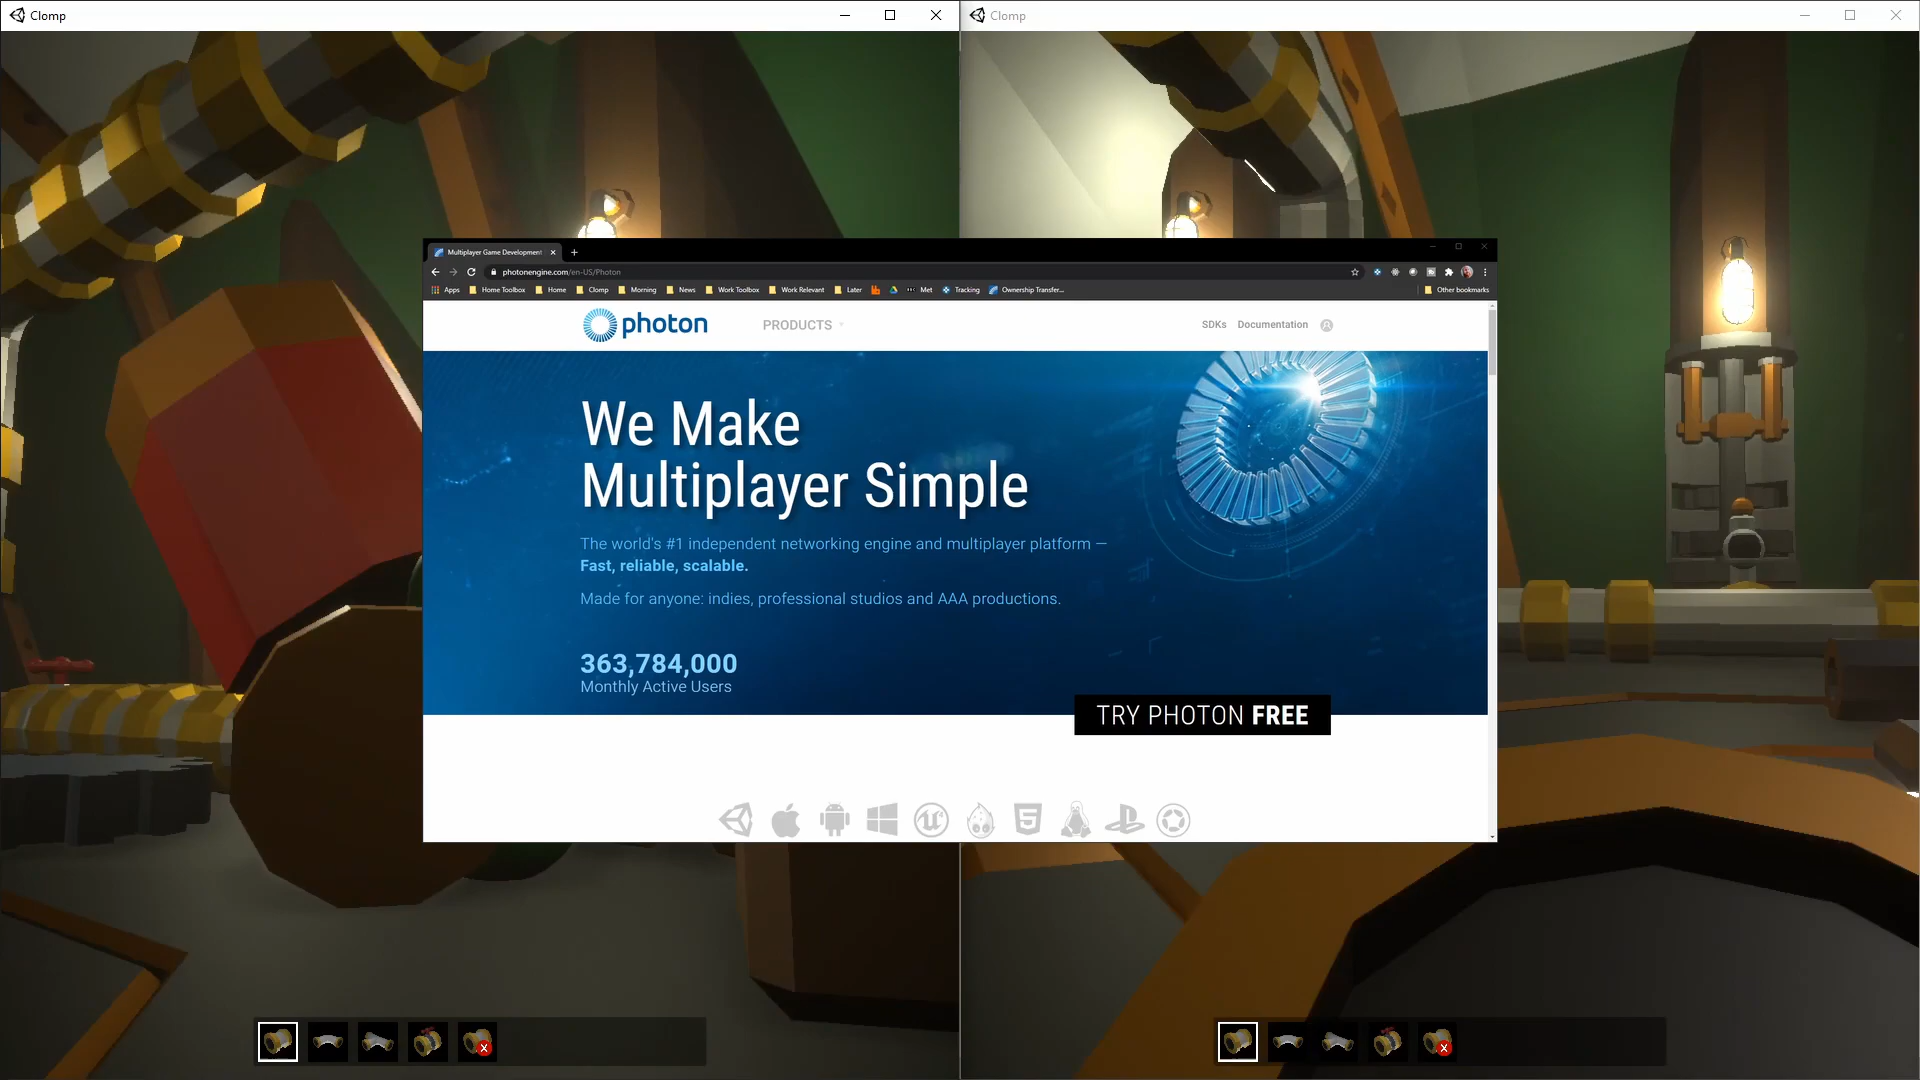 Clomp
Clomp
Multiplayer Game Development
photonengine.com/en-US/Photon
Apps Home Toolbox Home Clomp Morning News Work Toolbox Work Relevant Later Met Tracking Ownership Transfer... Other bookmarks
photon PRODUCTS SDKs Documentation
We Make
Multiplayer Simple
The world's #1 independent networking engine and multiplayer platform —
Fast, reliable, scalable.
Made for anyone: indies, professional studios and AAA productions.
363,784,000
Monthly Active Users
TRY PHOTON FREE